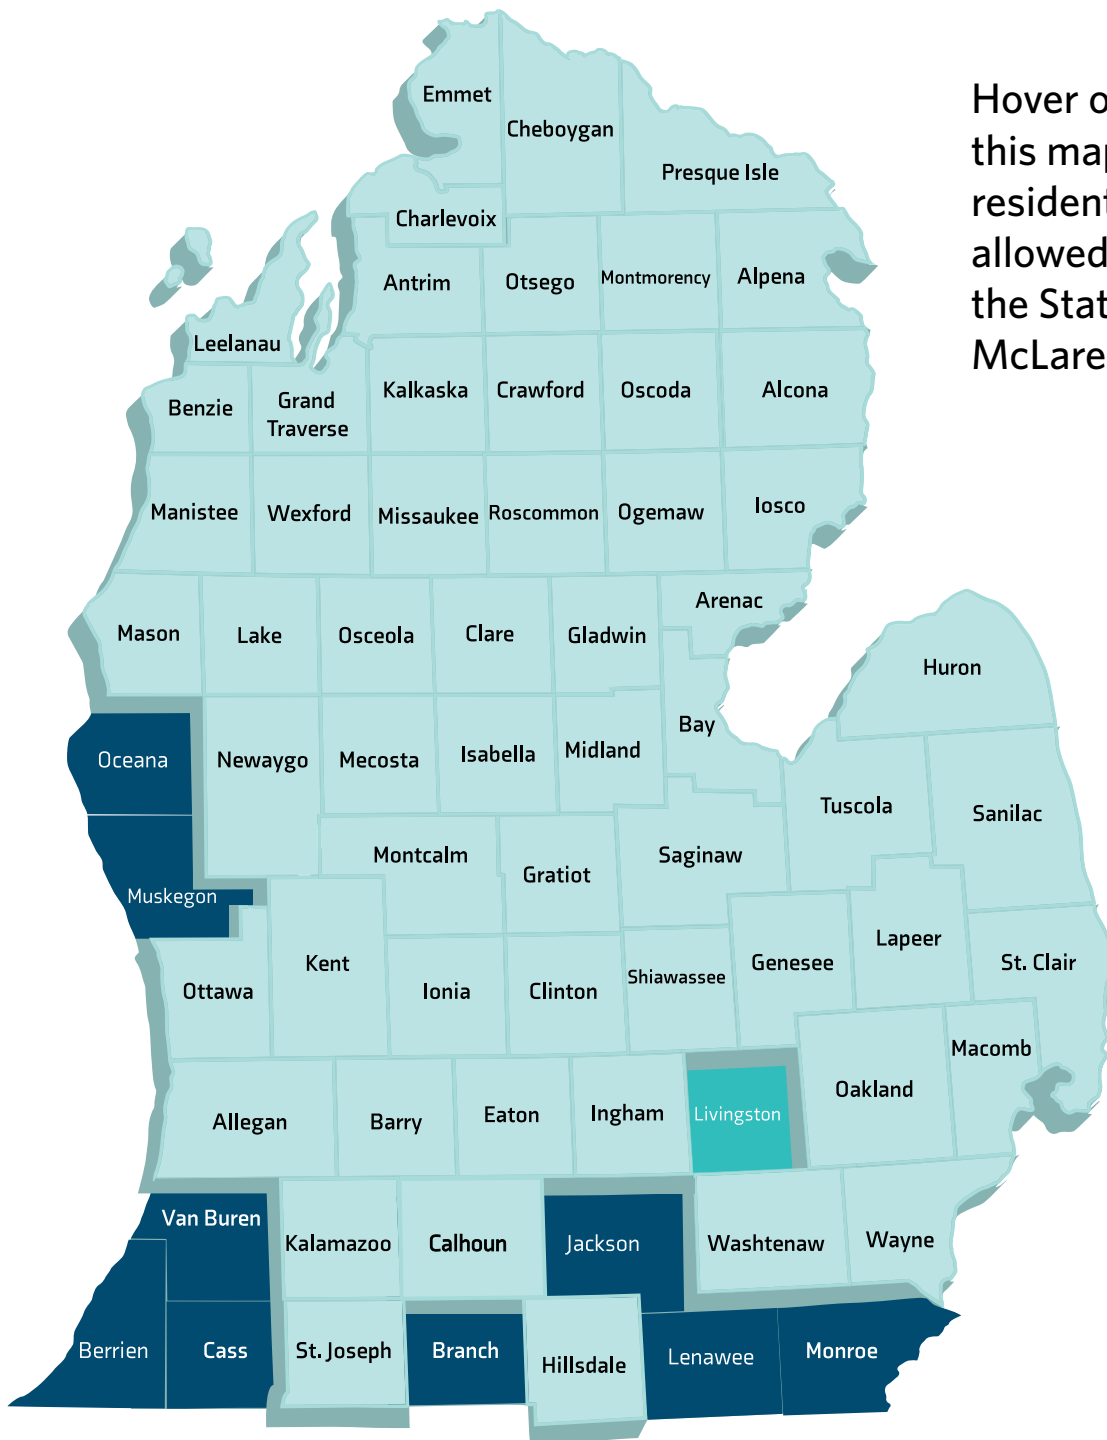 Hover o
this map
resident
allowed
the Stat
McLare
Emmet
Cheboygan
Presque Isle
Charlevoix
Antrim
Otsego
Montmorency
Alpena
Leelanau
Benzie
Grand
Traverse
Kalkaska
Crawford
Oscoda
Alcona
Manistee
Wexford
Missaukee
Roscommon
Ogemaw
Iosco
Mason
Lake
Osceola
Clare
Gladwin
Arenac
Huron
Oceana
Newaygo
Mecosta
Isabella
Midland
Bay
Tuscola
Sanilac
Muskegon
Montcalm
Gratiot
Saginaw
Ottawa
Kent
Ionia
Clinton
Shiawassee
Genesee
Lapeer
St. Clair
Allegan
Barry
Eaton
Ingham
Livingston
Oakland
Macomb
Van Buren
Kalamazoo
Calhoun
Jackson
Washtenaw
Wayne
Berrien
Cass
St. Joseph
Branch
Hillsdale
Lenawee
Monroe